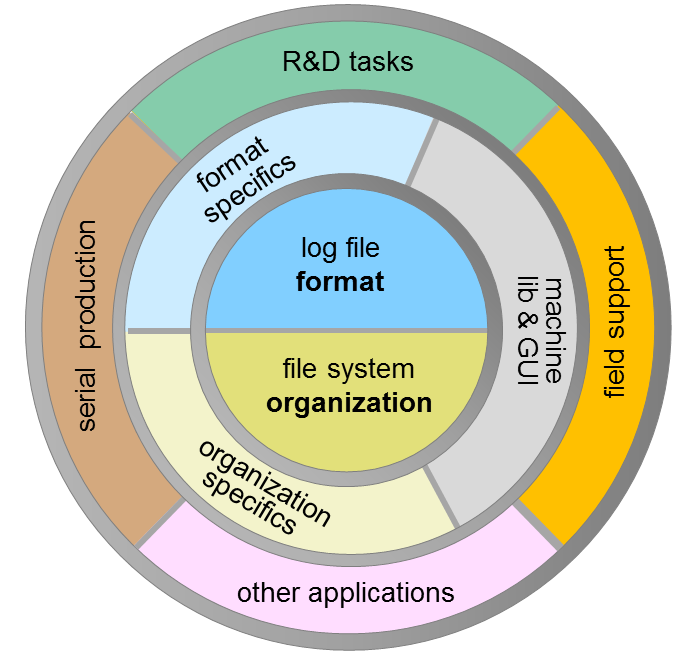 R&D tasks
format
specifics
log file
format
machine
lib & GUI
field support
serial production
file system
organization
organization
specifics
other applications